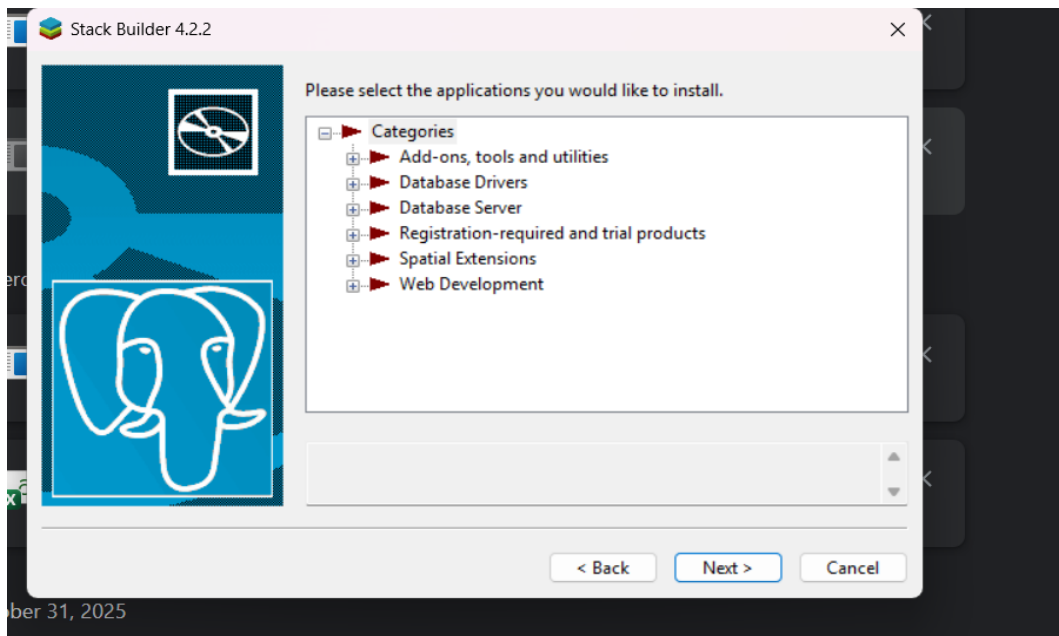 Stack Builder 4.2.2
Please select the applications you would like to install.
Categories
Add-ons, tools and utilities
Database Drivers
Database Server
Registration-required and trial products
Spatial Extensions
Web Development
< Back
Next >
Cancel
ber 31, 2025